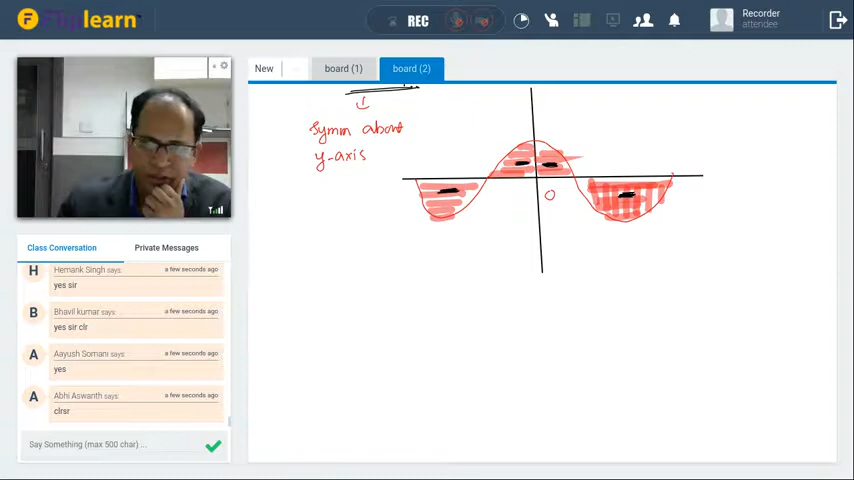 Fliplearn
REC
Recorder
attendee
New
board (1)
board (2)
Symm about
y-axis
O
Class Conversation
Private Messages
H
Hemank Singh says:
a few seconds ago
yes sir
B
Bhavil kumar says:
a few seconds ago
yes sir clr
A
Aayush Somani says:
a few seconds ago
yes
A
Abhi Aswanth says:
a few seconds ago
clrsr
Say Something (max 500 char) ...